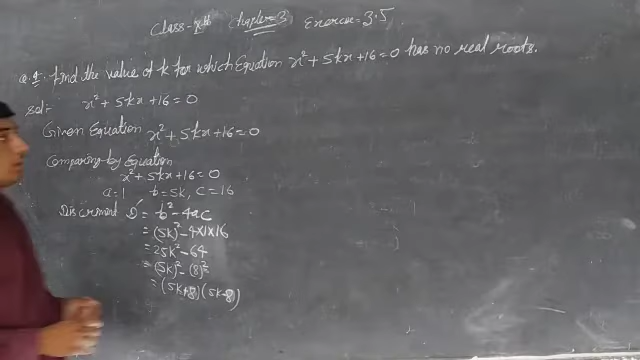 Class-xth Chapter=3 Exercise=3.5
Q.4. Find the value of k for which Equation x²+5kx+16=0 has no real roots.
Sol:- x²+5kx+16=0
Given Equation x²+5kx+16=0
Comparing by Equation
x²+5kx+16=0
a=1 b=5k, C=16
Discrement D = b²-4ac
= (5k)²-4×1×16
= 25k²-64
= (5k)²-(8)²
= (5k+8)(5k-8)